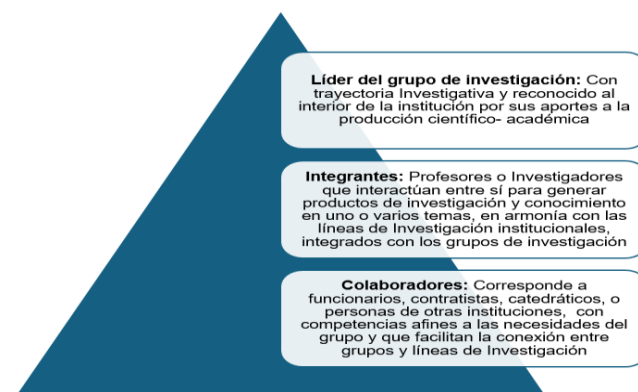 Líder del grupo de investigación: Con
trayectoria Investigativa y reconocido al
interior de la institución por sus aportes a la
producción científico- académica
Integrantes: Profesores o Investigadores
que interactúan entre sí para generar
productos de investigación y conocimiento
en uno o varios temas, en armonía con las
líneas de Investigación institucionales,
integrados con los grupos de investigación
Colaboradores: Corresponde a
funcionarios, contratistas, catedráticos, o
personas de otras instituciones, con
competencias afines a las necesidades del
grupo y que facilitan la conexión entre
grupos y líneas de Investigación